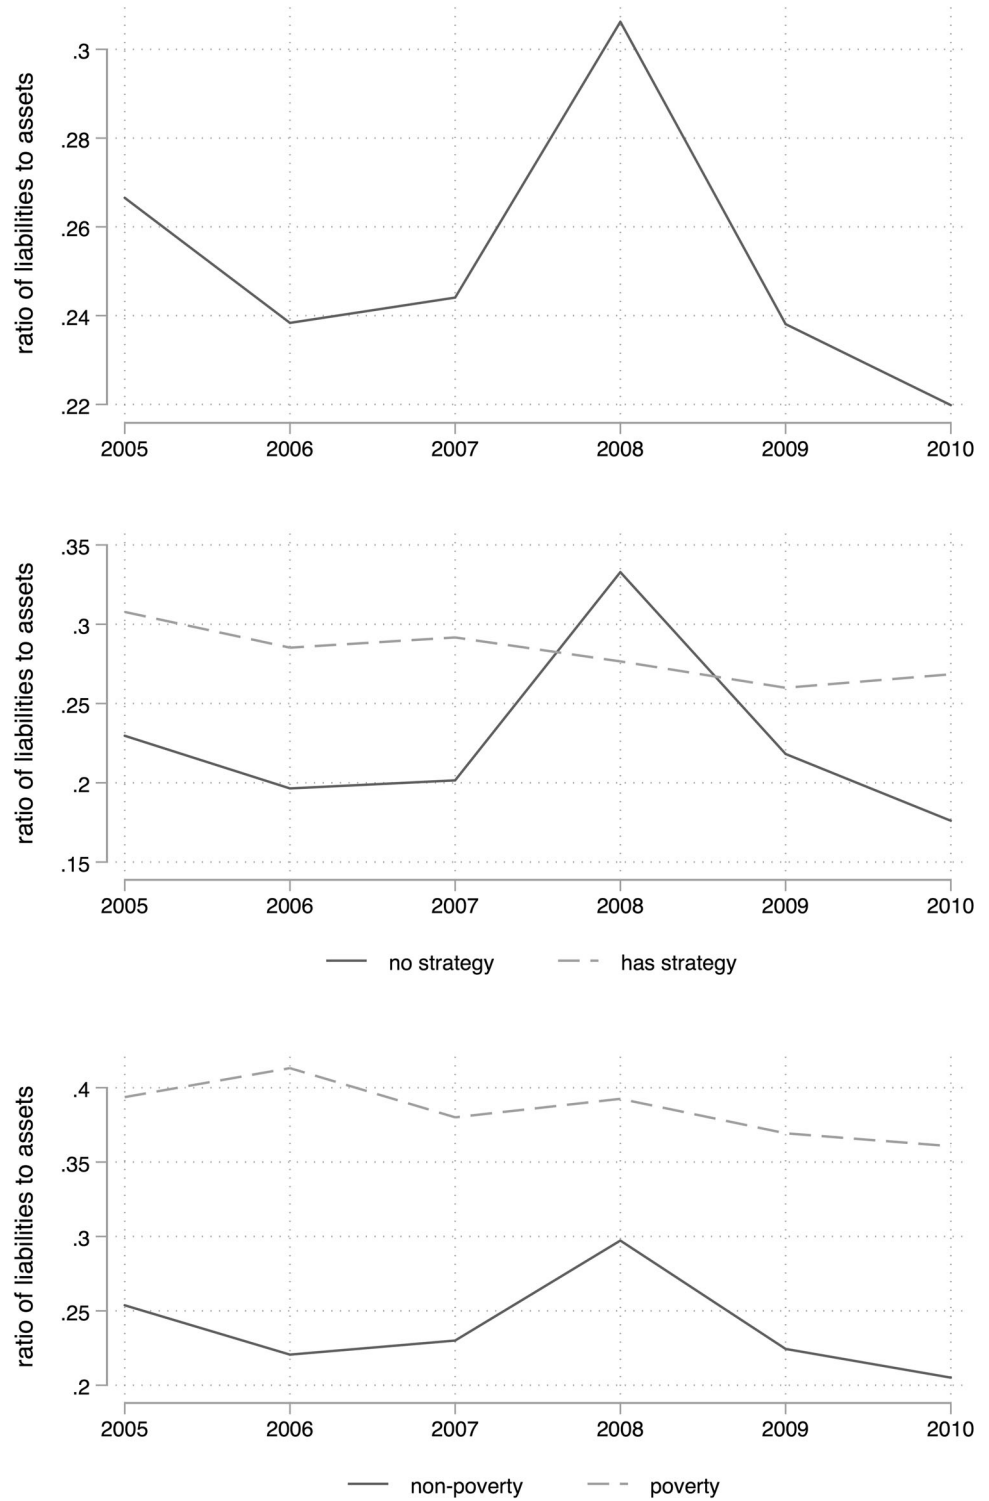 ratio of liabilities to assets
.3
.28
.26
.24
.22
2005 2006 2007 2008 2009 2010
ratio of liabilities to assets
.35
.3
.25
.2
.15
2005 2006 2007 2008 2009 2010
no strategy has strategy
ratio of liabilities to assets
.4
.35
.3
.25
.2
2005 2006 2007 2008 2009 2010
non-poverty poverty